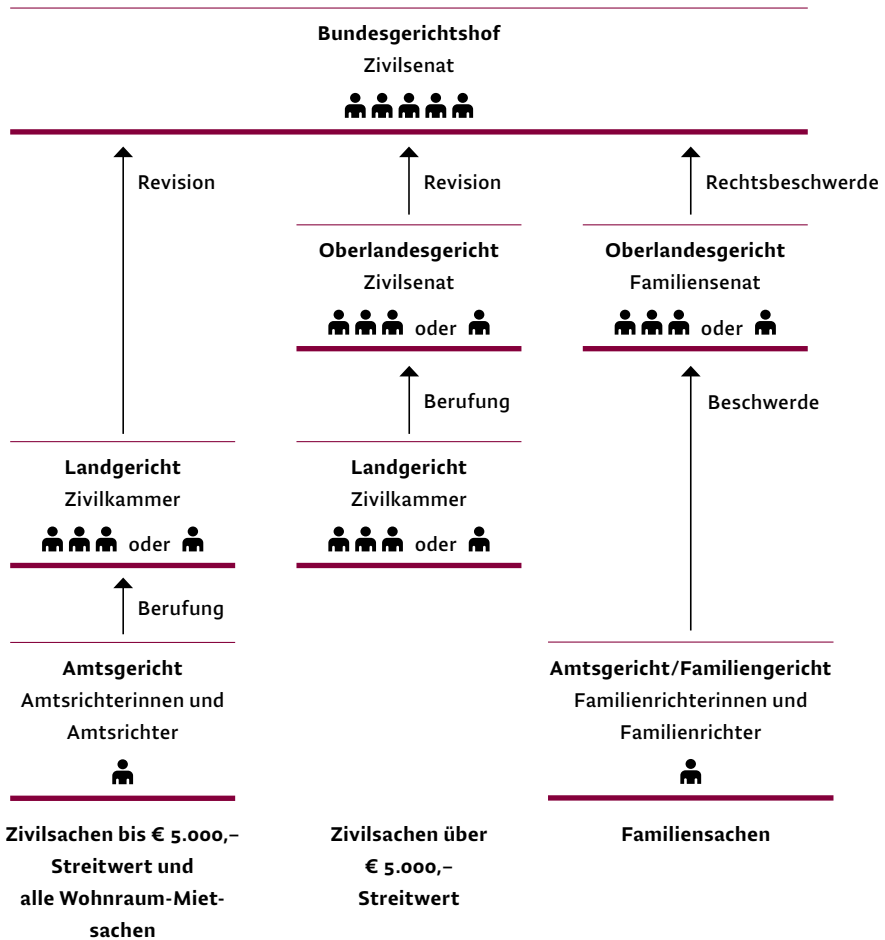 Bundesgerichtshof
Zivilsenat
Revision
Revision
Rechtsbeschwerde
Oberlandesgericht
Zivilsenat
oder
Oberlandesgericht
Familiensenat
oder
Berufung
Beschwerde
Landgericht
Zivilkammer
oder
Landgericht
Zivilkammer
oder
Berufung
Amtsgericht
Amtsrichterinnen und
Amtsrichter
Amtsgericht/Familiengericht
Familienrichterinnen und
Familienrichter
Zivilsachen bis € 5.000,–
Streitwert und
alle Wohnraum-Miet-
sachen
Zivilsachen über
€ 5.000,–
Streitwert
Familiensachen